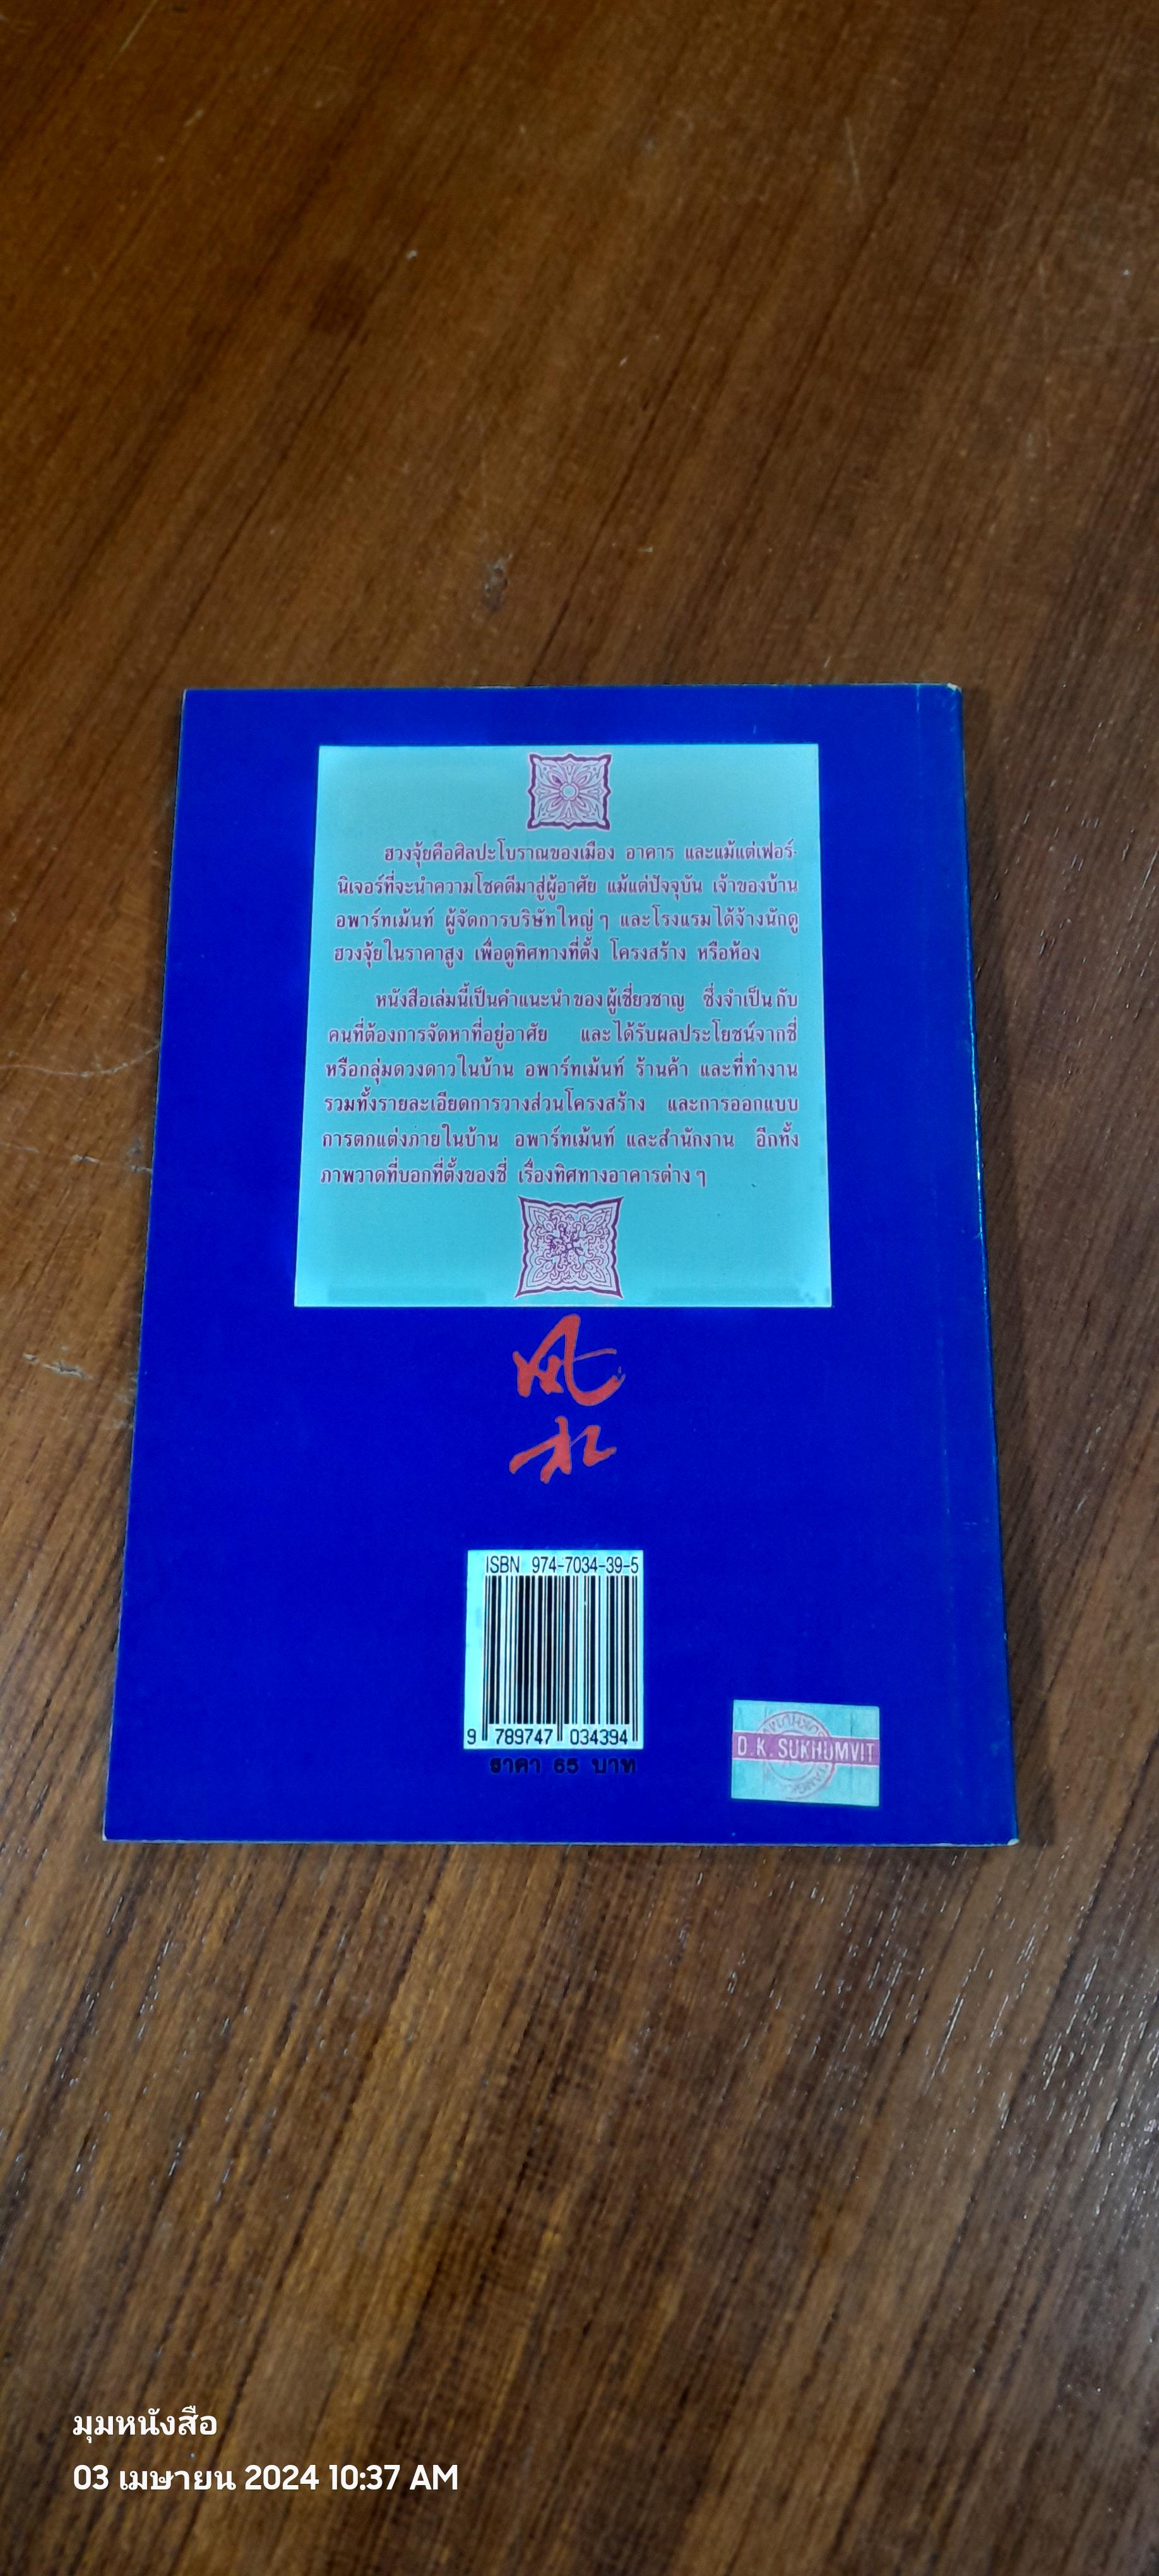 ฮวงจุ้ยคือศิลปะโบราณของเมือง อาคาร และแม้แต่เฟอร์-
นิเจอร์ที่จะนำความโชคดีมาสู่ผู้อาศัย แม้แต่ปัจจุบัน เจ้าของบ้าน
อพาร์ทเม้นท์ ผู้จัดการบริษัทใหญ่ ๆ และโรงแรมได้จ้างนักดู
ฮวงจุ้ยในราคาสูง เพื่อดูทิศทางที่ตั้ง โครงสร้าง หรือห้อง
หนังสือเล่มนี้เป็นคำแนะนำของผู้เชี่ยวชาญ ซึ่งจำเป็นกับ
คนที่ต้องการจัดหาที่อยู่อาศัย และได้รับผลประโยชน์จากชี่
หรือกลุ่มดวงดาวในบ้าน อพาร์ทเม้นท์ ร้านค้า และที่ทำงาน
รวมทั้งรายละเอียดการวางส่วนโครงสร้าง และการออกแบบ
การตกแต่งภายในบ้าน อพาร์ทเม้นท์ และสำนักงาน อีกทั้ง
ภาพวาดที่บอกที่ตั้งของชี่ เรื่องทิศทางอาคารต่าง ๆ
风
水
ISBN 974-7034-39-5
9 789747 034394
ราคา 65 บาท
D.K. SUKHUMVIT
มุมหนังสือ
03 เมษายน 2024 10:37 AM